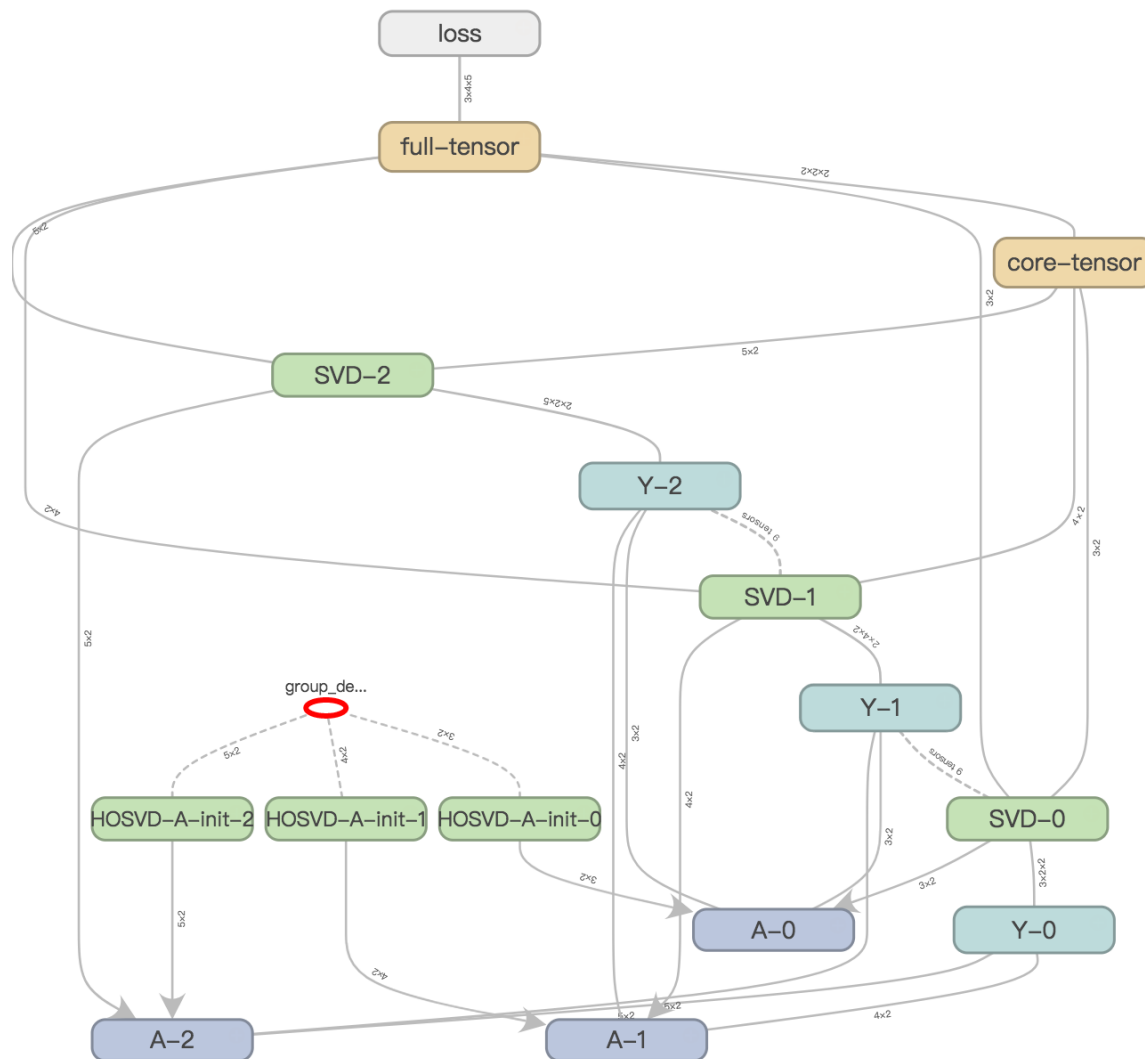 loss
3×4×5
full-tensor
2×2×2
5×2
core-tensor
3×2
5×2
SVD-2
2×2×5
Y-2
4×2
9 tensors
4×2
3×2
SVD-1
2×4×2
5×2
group_de...
Y-1
5×2
4×2
3×2
4×2
3×2
4×2
9 tensors
HOSVD-A-init-2
HOSVD-A-init-1
HOSVD-A-init-0
SVD-0
3×2
3×2
3×2
3×2×2
5×2
A-0
Y-0
4×2
5×2
5×2
4×2
A-2
A-1